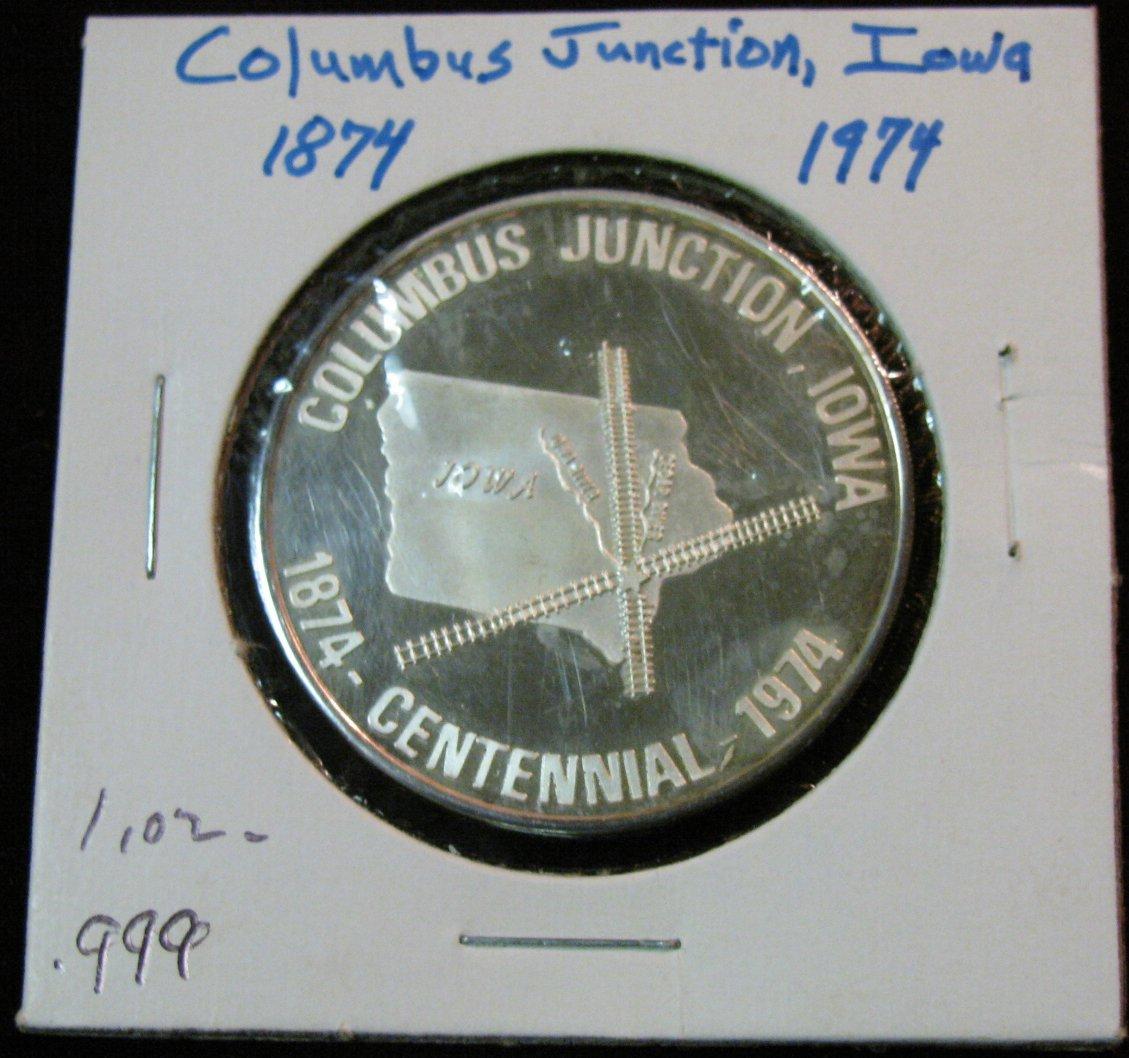 Columbus Junction, Iowa
1874 1974
COLUMBUS JUNCTION, IOWA
IOWA
1874 - CENTENNIAL - 1974
1,oz.
.999